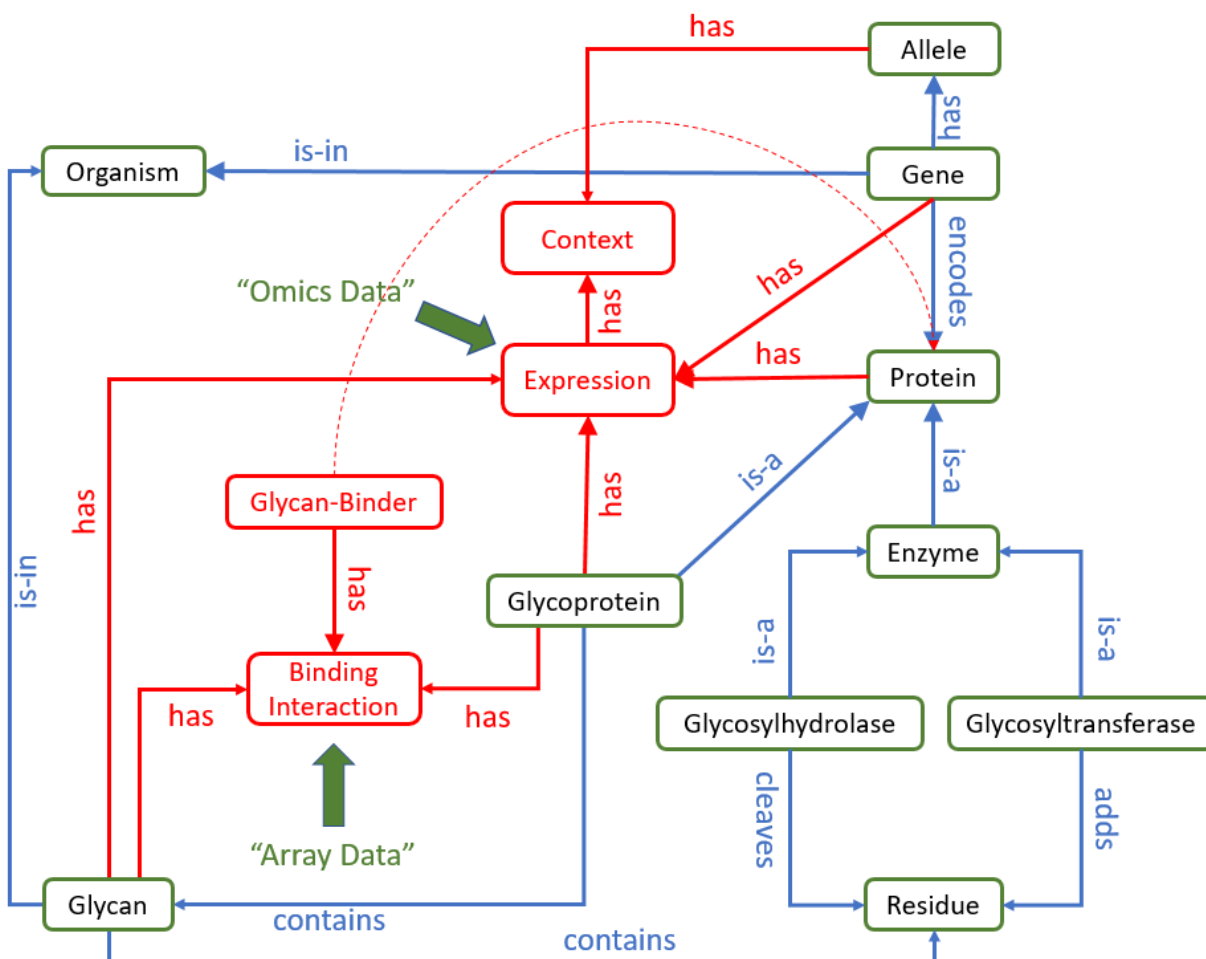 has
Allele
has
Organism
is-in
Gene
encodes
Context
has
"Omics Data"
has
Expression
has
Protein
has
is-a
is-a
Glycan-Binder
has
is-in
Enzyme
has
Glycoprotein
is-a
is-a
Binding
Interaction
has
has
Glycosylhydrolase
Glycosyltransferase
cleaves
adds
"Array Data"
Glycan
contains
Residue
contains